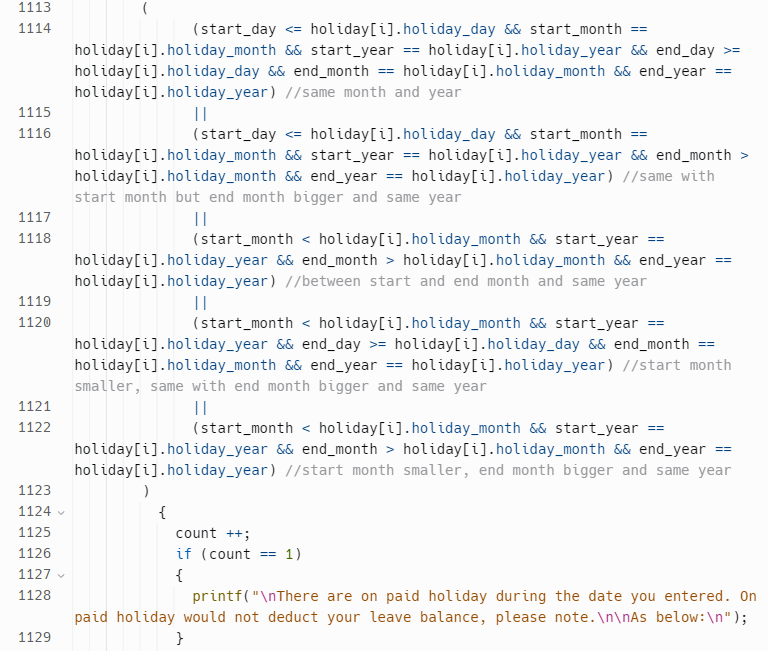 1113 (
1114 (start_day <= holiday[i].holiday_day && start_month ==
holiday[i].holiday_month && start_year == holiday[i].holiday_year && end_day >=
holiday[i].holiday_day && end_month == holiday[i].holiday_month && end_year ==
holiday[i].holiday_year) //same month and year
1115 ||
1116 (start_day <= holiday[i].holiday_day && start_month ==
holiday[i].holiday_month && start_year == holiday[i].holiday_year && end_month >
holiday[i].holiday_month && end_year == holiday[i].holiday_year) //same with
start month but end month bigger and same year
1117 ||
1118 (start_month < holiday[i].holiday_month && start_year ==
holiday[i].holiday_year && end_month > holiday[i].holiday_month && end_year ==
holiday[i].holiday_year) //between start and end month and same year
1119 ||
1120 (start_month < holiday[i].holiday_month && start_year ==
holiday[i].holiday_year && end_day >= holiday[i].holiday_day && end_month ==
holiday[i].holiday_month && end_year == holiday[i].holiday_year) //start month
smaller, same with end month bigger and same year
1121 ||
1122 (start_month < holiday[i].holiday_month && start_year ==
holiday[i].holiday_year && end_month > holiday[i].holiday_month && end_year ==
holiday[i].holiday_year) //start month smaller, end month bigger and same year
1123 )
1124 {
1125 count ++;
1126 if (count == 1)
1127 {
1128 printf("\nThere are on paid holiday during the date you entered. On
paid holiday would not deduct your leave balance, please note.\n\nAs below:\n");
1129 }